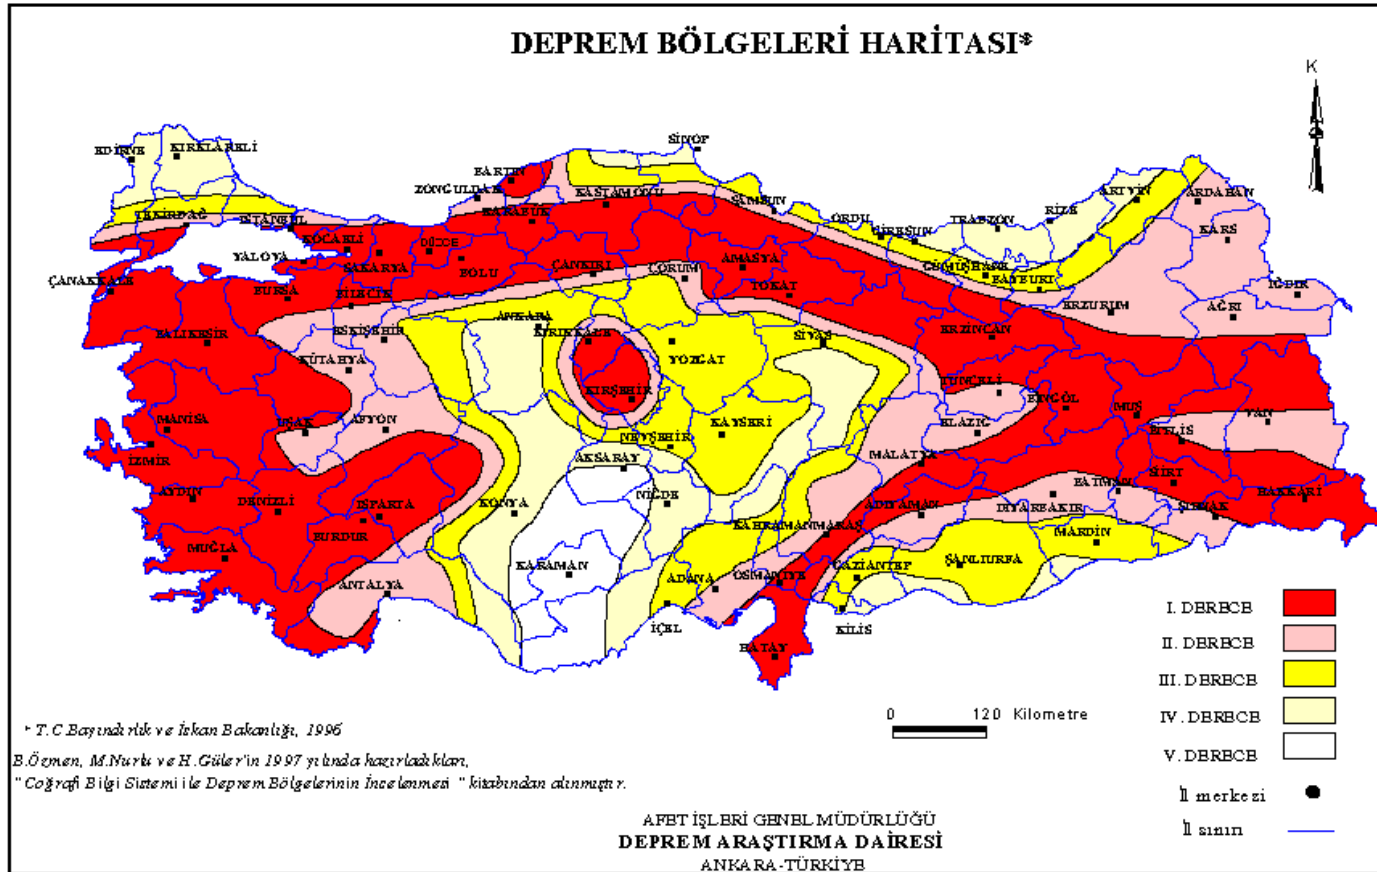 DEPREM BÖLGELERİ HARİTASI*
K
SİNOP
EDİRNE
KIRKLARELİ
BARTIN
ZONGULDAK
KASTAMONU
KARABÜK
SAMSUN
ARTVİN
ARDAHAN
TEKİRDAĞ
İSTANBUL
ORDU
GİRESUN
TRABZON
RİZE
KARS
KOCAELİ
DÜZCE
YALOVA
SAKARYA
BOLU
ÇANKIRI
ÇORUM
AMASYA
TOKAT
GÜMÜŞHANE
BAYBURT
ERZURUM
IĞDIR
AĞRI
ÇANAKKALE
BURSA
BİLECİK
BALIKESİR
ESKİŞEHİR
ANKARA
KIRIKKALE
YOZGAT
SİVAS
ERZİNCAN
KÜTAHYA
KIRŞEHİR
TUNCELİ
BİNGÖL
MUŞ
VAN
MANİSA
UŞAK
AFYON
NEVŞEHİR
KAYSERİ
ELAZIĞ
BİTLİS
İZMİR
AKSARAY
MALATYA
SİİRT
AYDIN
DENİZLİ
ISPARTA
KONYA
NİĞDE
KAHRAMANMARAŞ
ADIYAMAN
DİYARBAKIR
BATMAN
ŞIRNAK
HAKKARİ
BURDUR
MUĞLA
MARDİN
ANTALYA
KARAMAN
ADANA
OSMANİYE
GAZİANTEP
ŞANLIURFA
İÇEL
KİLİS
HATAY
I. DERECE
II. DERECE
III. DERECE
IV. DERECE
V. DERECE
İl merkezi
İl sınırı
0 120 Kilometre
* T.C.Bayındırlık ve İskan Bakanlığı, 1996
B.Özmen, M.Nurlu ve H.Güler'in 1997 yılında hazırladıkları,
" Coğrafi Bilgi Sistemi ile Deprem Bölgelerinin İncelenmesi " kitabından alınmıştır.
AFET İŞLERİ GENEL MÜDÜRLÜĞÜ
DEPREM ARAŞTIRMA DAİRESİ
ANKARA-TÜRKİYE